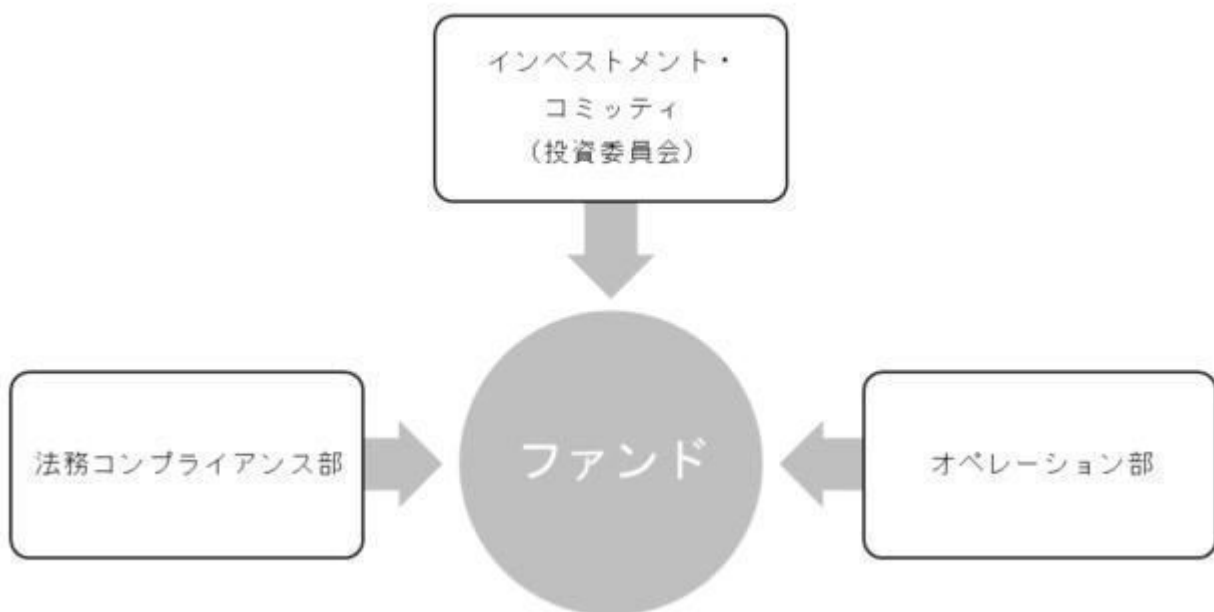 インベストメント・
コミッティ
（投資委員会）
法務コンプライアンス部
ファンド
オペレーション部